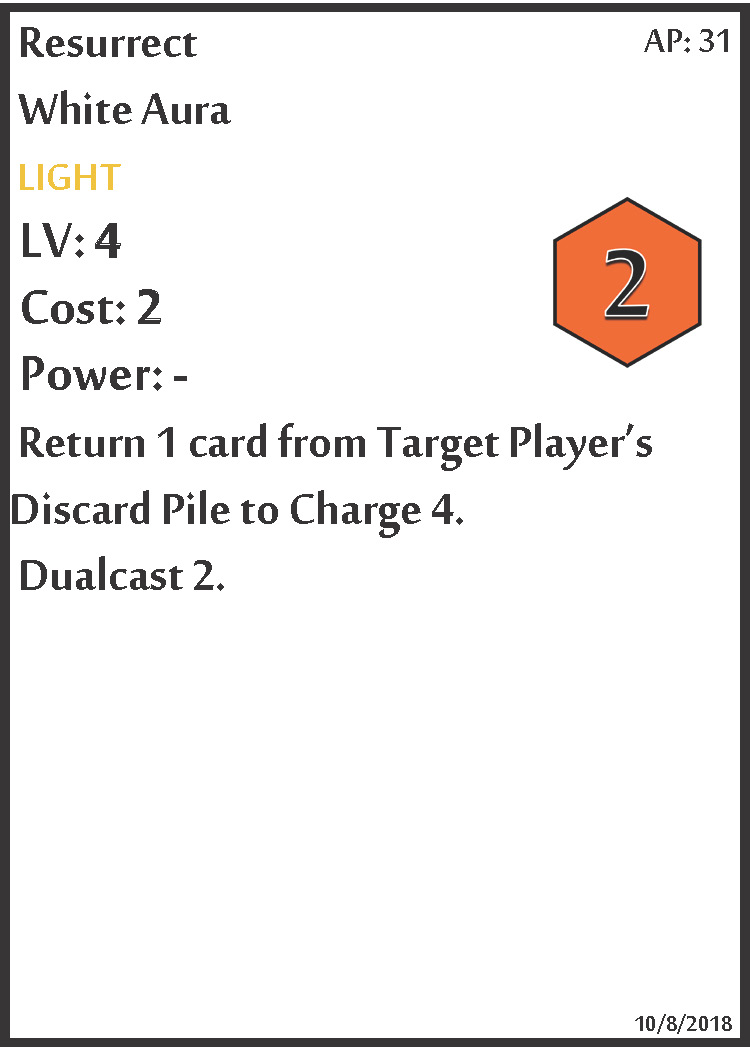 Resurrect
AP: 31
White Aura
LIGHT
LV: 4
Cost: 2
2
Power: -
Return 1 card from Target Player's
Discard Pile to Charge 4.
Dualcast 2.
10/8/2018